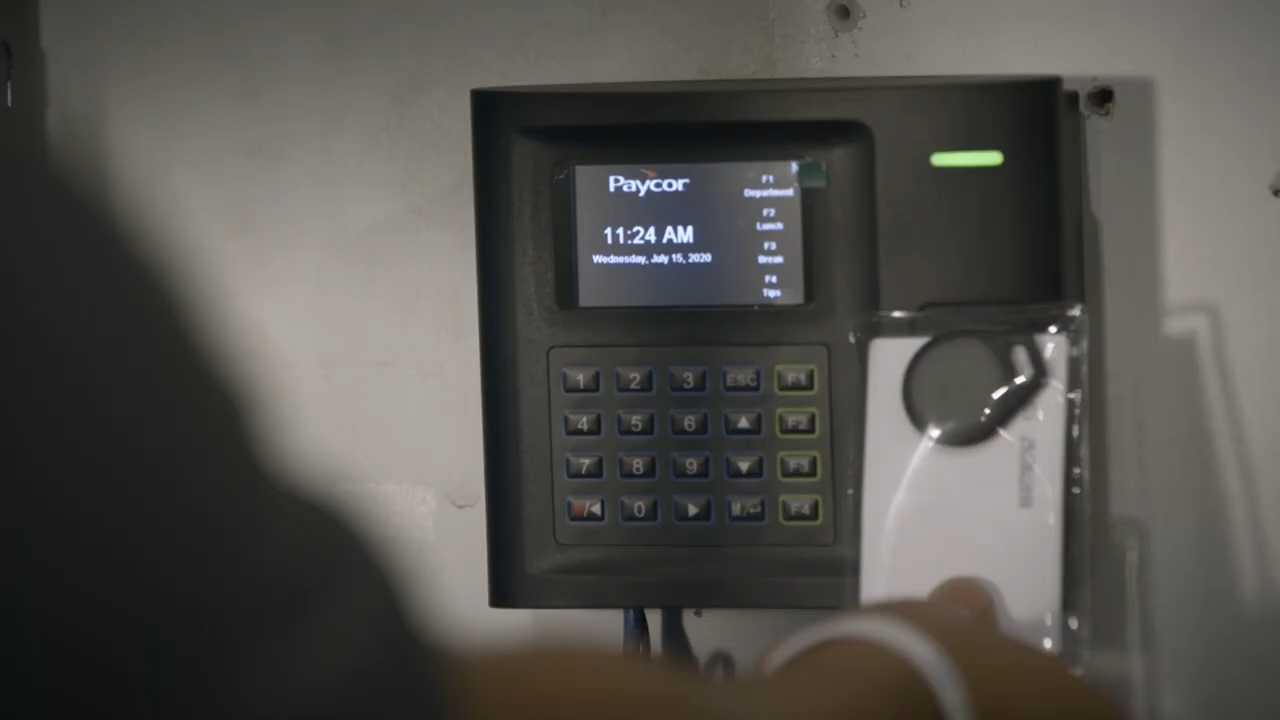 Paycor
11:24 AM
Wednesday, July 15, 2020
F1
Department
F2
Lunch
F3
Break
F4
Tips
1 2 3 ESC F1
4 5 6 ▲ F2
7 8 9 ▼ F3
/◀ 0 ▶ M/↵ F4